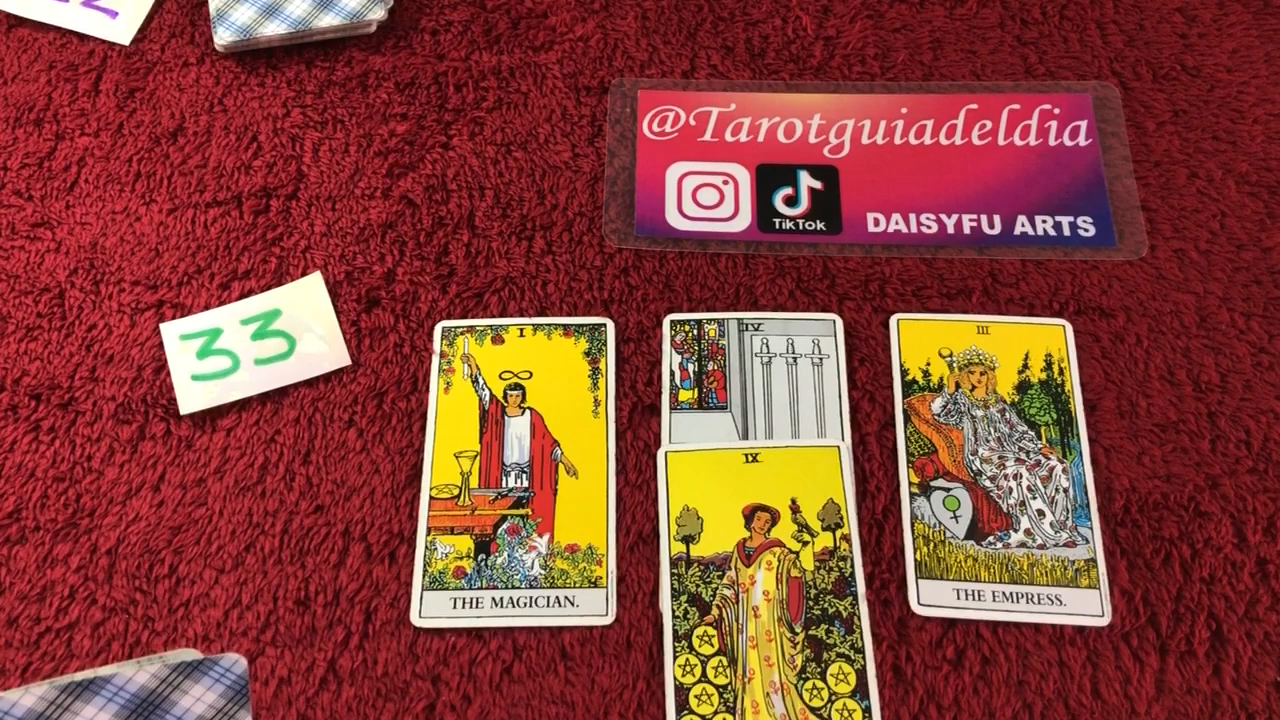 @Tarotguiadeldia
TikTok
DAISYFU ARTS
33
I
IV
III
THE MAGICIAN.
IX
THE EMPRESS.